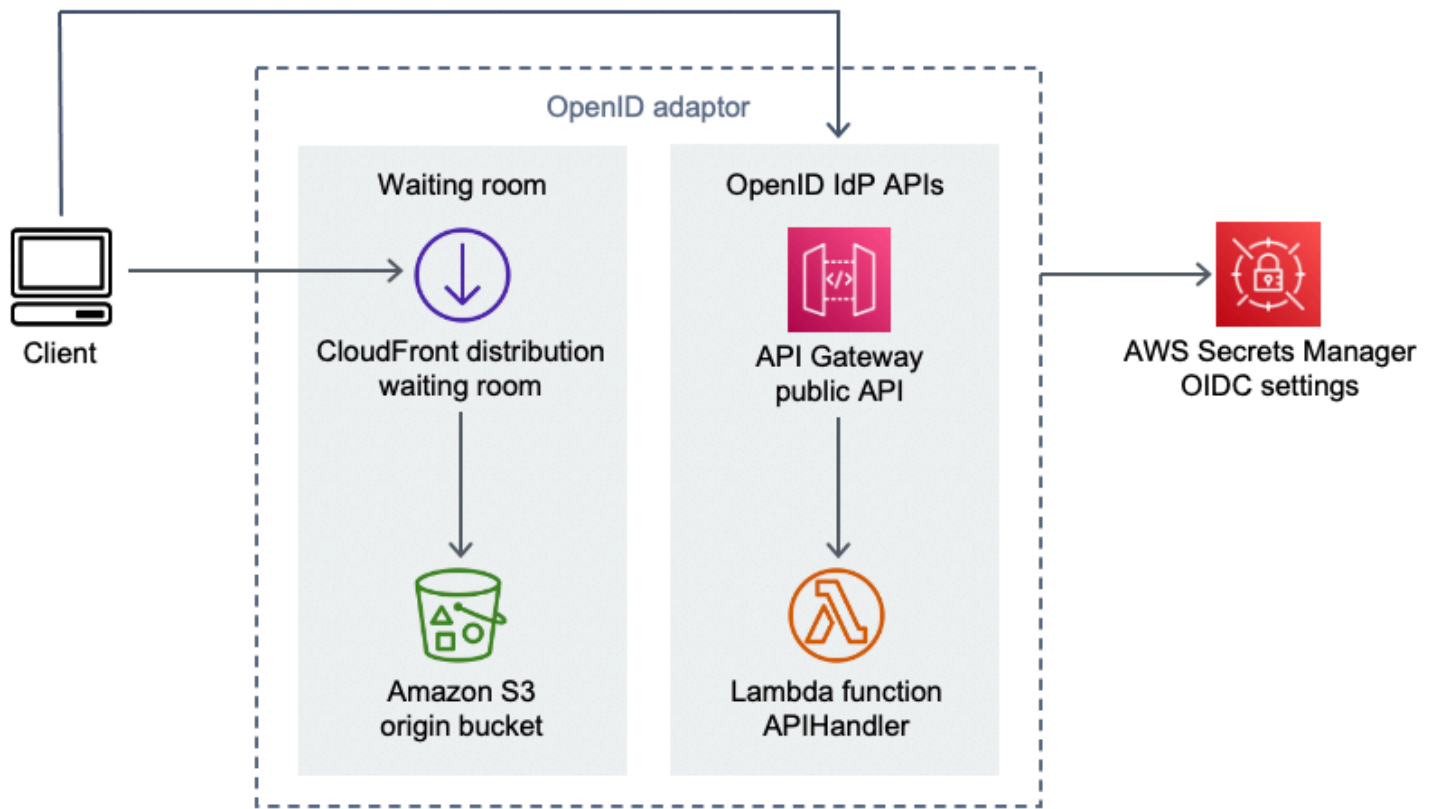 OpenID adaptor
Waiting room
OpenID IdP APIs
Client
CloudFront distribution
waiting room
API Gateway
public API
AWS Secrets Manager
OIDC settings
Amazon S3
origin bucket
Lambda function
APIHandler